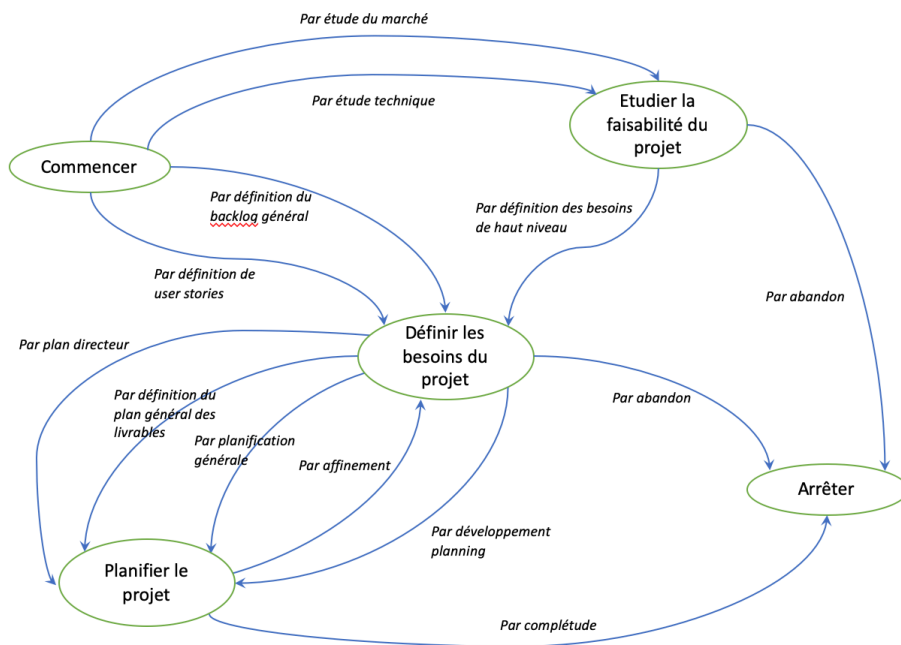 Par étude du marché
Par étude technique
Etudier la
faisabilité du
projet
Commencer
Par définition du
backlog général
Par définition des besoins
de haut niveau
Par définition de
user stories
Par abandon
Définir les
besoins du
projet
Par plan directeur
Par définition du
plan général des
livrables
Par abandon
Par planification
générale
Par affinement
Arrêter
Par développement
planning
Planifier le
projet
Par complétude